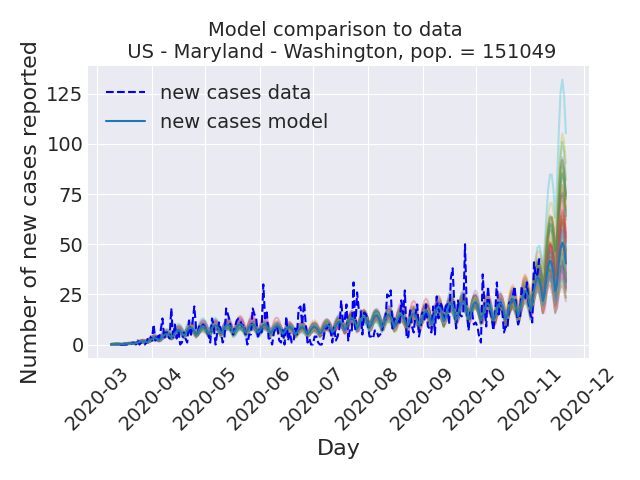 Model comparison to data
US - Maryland - Washington, pop. = 151049
Number of new cases reported
125
100
75
50
25
0
new cases data
new cases model
2020-03
2020-04
2020-05
2020-06
2020-07
2020-08
2020-09
2020-10
2020-11
2020-12
Day